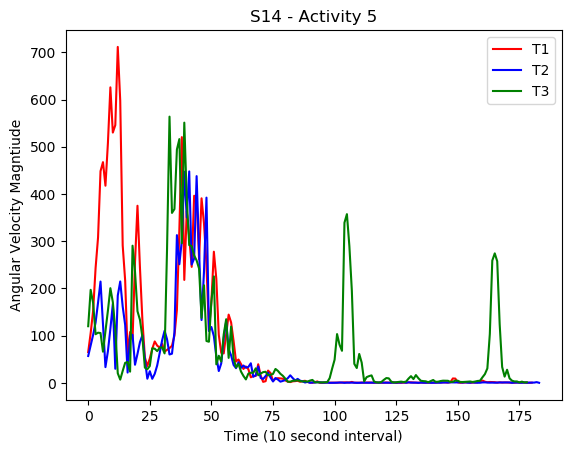 S14 - Activity 5
Angular Velocity Magntiude
700
600
500
400
300
200
100
0
T1
T2
T3
0 25 50 75 100 125 150 175
Time (10 second interval)